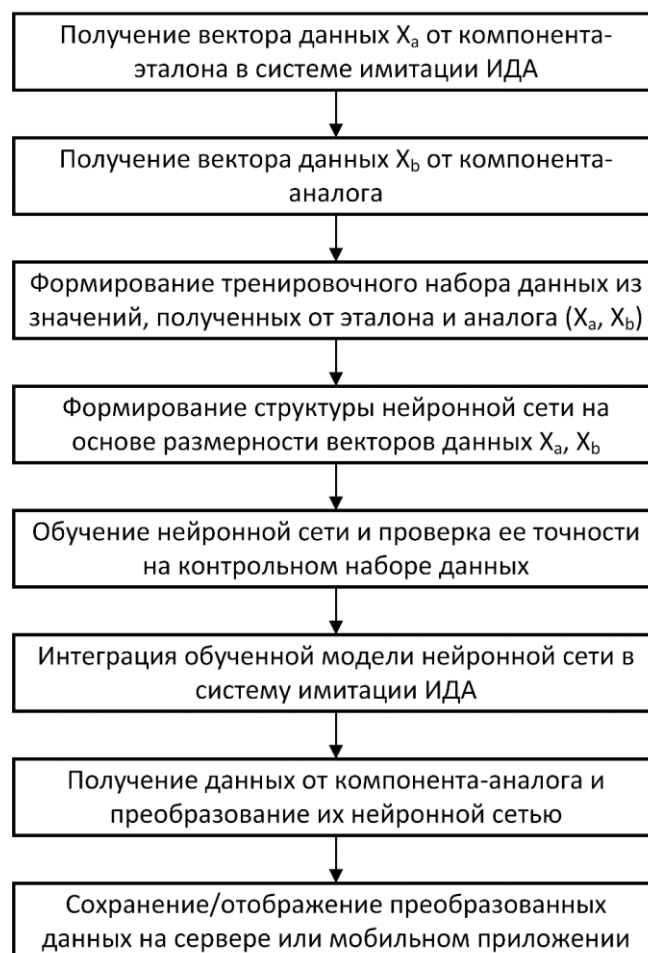 Получение вектора данных Xₐ от компонента-
эталона в системе имитации ИДА
Получение вектора данных X_b от компонента-
аналога
Формирование тренировочного набора данных из
значений, полученных от эталона и аналога (Xₐ, X_b)
Формирование структуры нейронной сети на
основе размерности векторов данных Xₐ, X_b
Обучение нейронной сети и проверка ее точности
на контрольном наборе данных
Интеграция обученной модели нейронной сети в
систему имитации ИДА
Получение данных от компонента-аналога и
преобразование их нейронной сетью
Сохранение/отображение преобразованных
данных на сервере или мобильном приложении